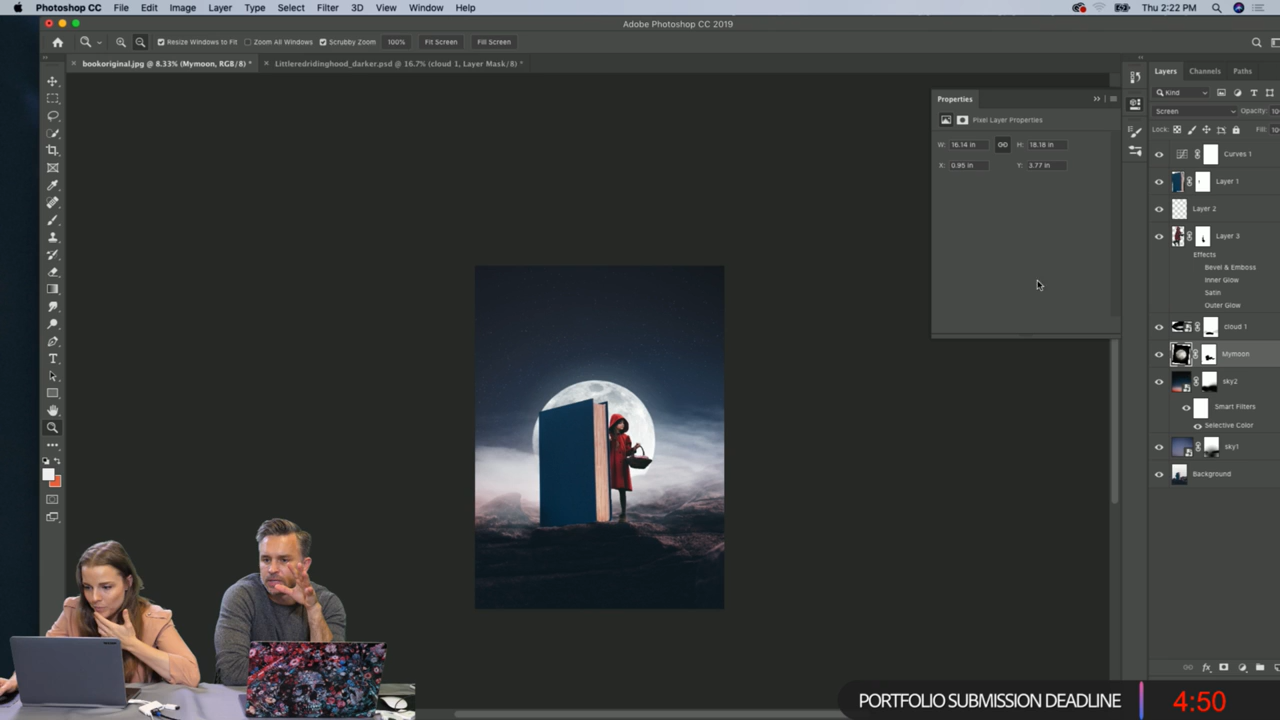 Photoshop CC File Edit Image Layer Type Select Filter 3D View Window Help
Thu 2:22 PM
Adobe Photoshop CC 2019
Resize Windows to Fit Zoom All Windows Scrubby Zoom 100% Fit Screen Fill Screen
× bookoriginal.jpg @ 8.33% (Mymoon, RGB/8) *
× Littleredridinghood_darker.psd @ 16.7% (cloud 1, Layer Mask/8) *
Properties
Pixel Layer Properties
W: 16.14 in H: 18.18 in
X: 0.95 in Y: 3.77 in
Layers Channels Paths
Kind
Screen Opacity: 10
Lock: Fill: 10
Curves 1
Layer 1
Layer 2
Layer 3
Effects
Bevel & Emboss
Inner Glow
Satin
Outer Glow
cloud 1
Mymoon
sky2
Smart Filters
Selective Color
sky1
Background
fx
PORTFOLIO SUBMISSION DEADLINE 4:50